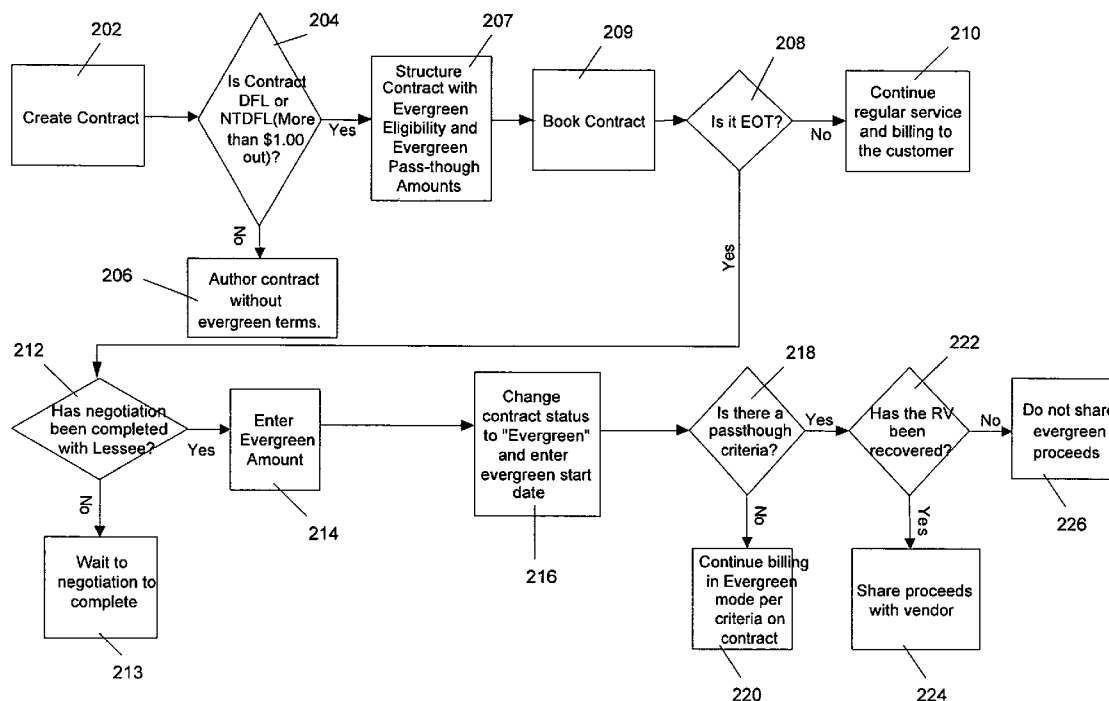 202
Create Contract
204
Is Contract
DFL or
NTDFL(More
than $1.00
out)?
Yes
No
206
Author contract
without
evergreen terms.
207
Structure
Contract with
Evergreen
Eligibility and
Evergreen
Pass-though
Amounts
209
Book Contract
208
Is it EOT?
No
Yes
210
Continue
regular service
and billing to
the customer
212
Has negotiation
been completed
with Lessee?
Yes
No
Wait to
negotiation to
complete
213
Enter
Evergreen
Amount
214
Change
contract status
to "Evergreen"
and enter
evergreen start
date
216
218
Is there a
passthough
criteria?
Yes
No
Continue billing
in Evergreen
mode per
criteria on
contract
220
222
Has the RV
been
recovered?
No
Yes
Share proceeds
with vendor
224
Do not share
evergreen
proceeds
226